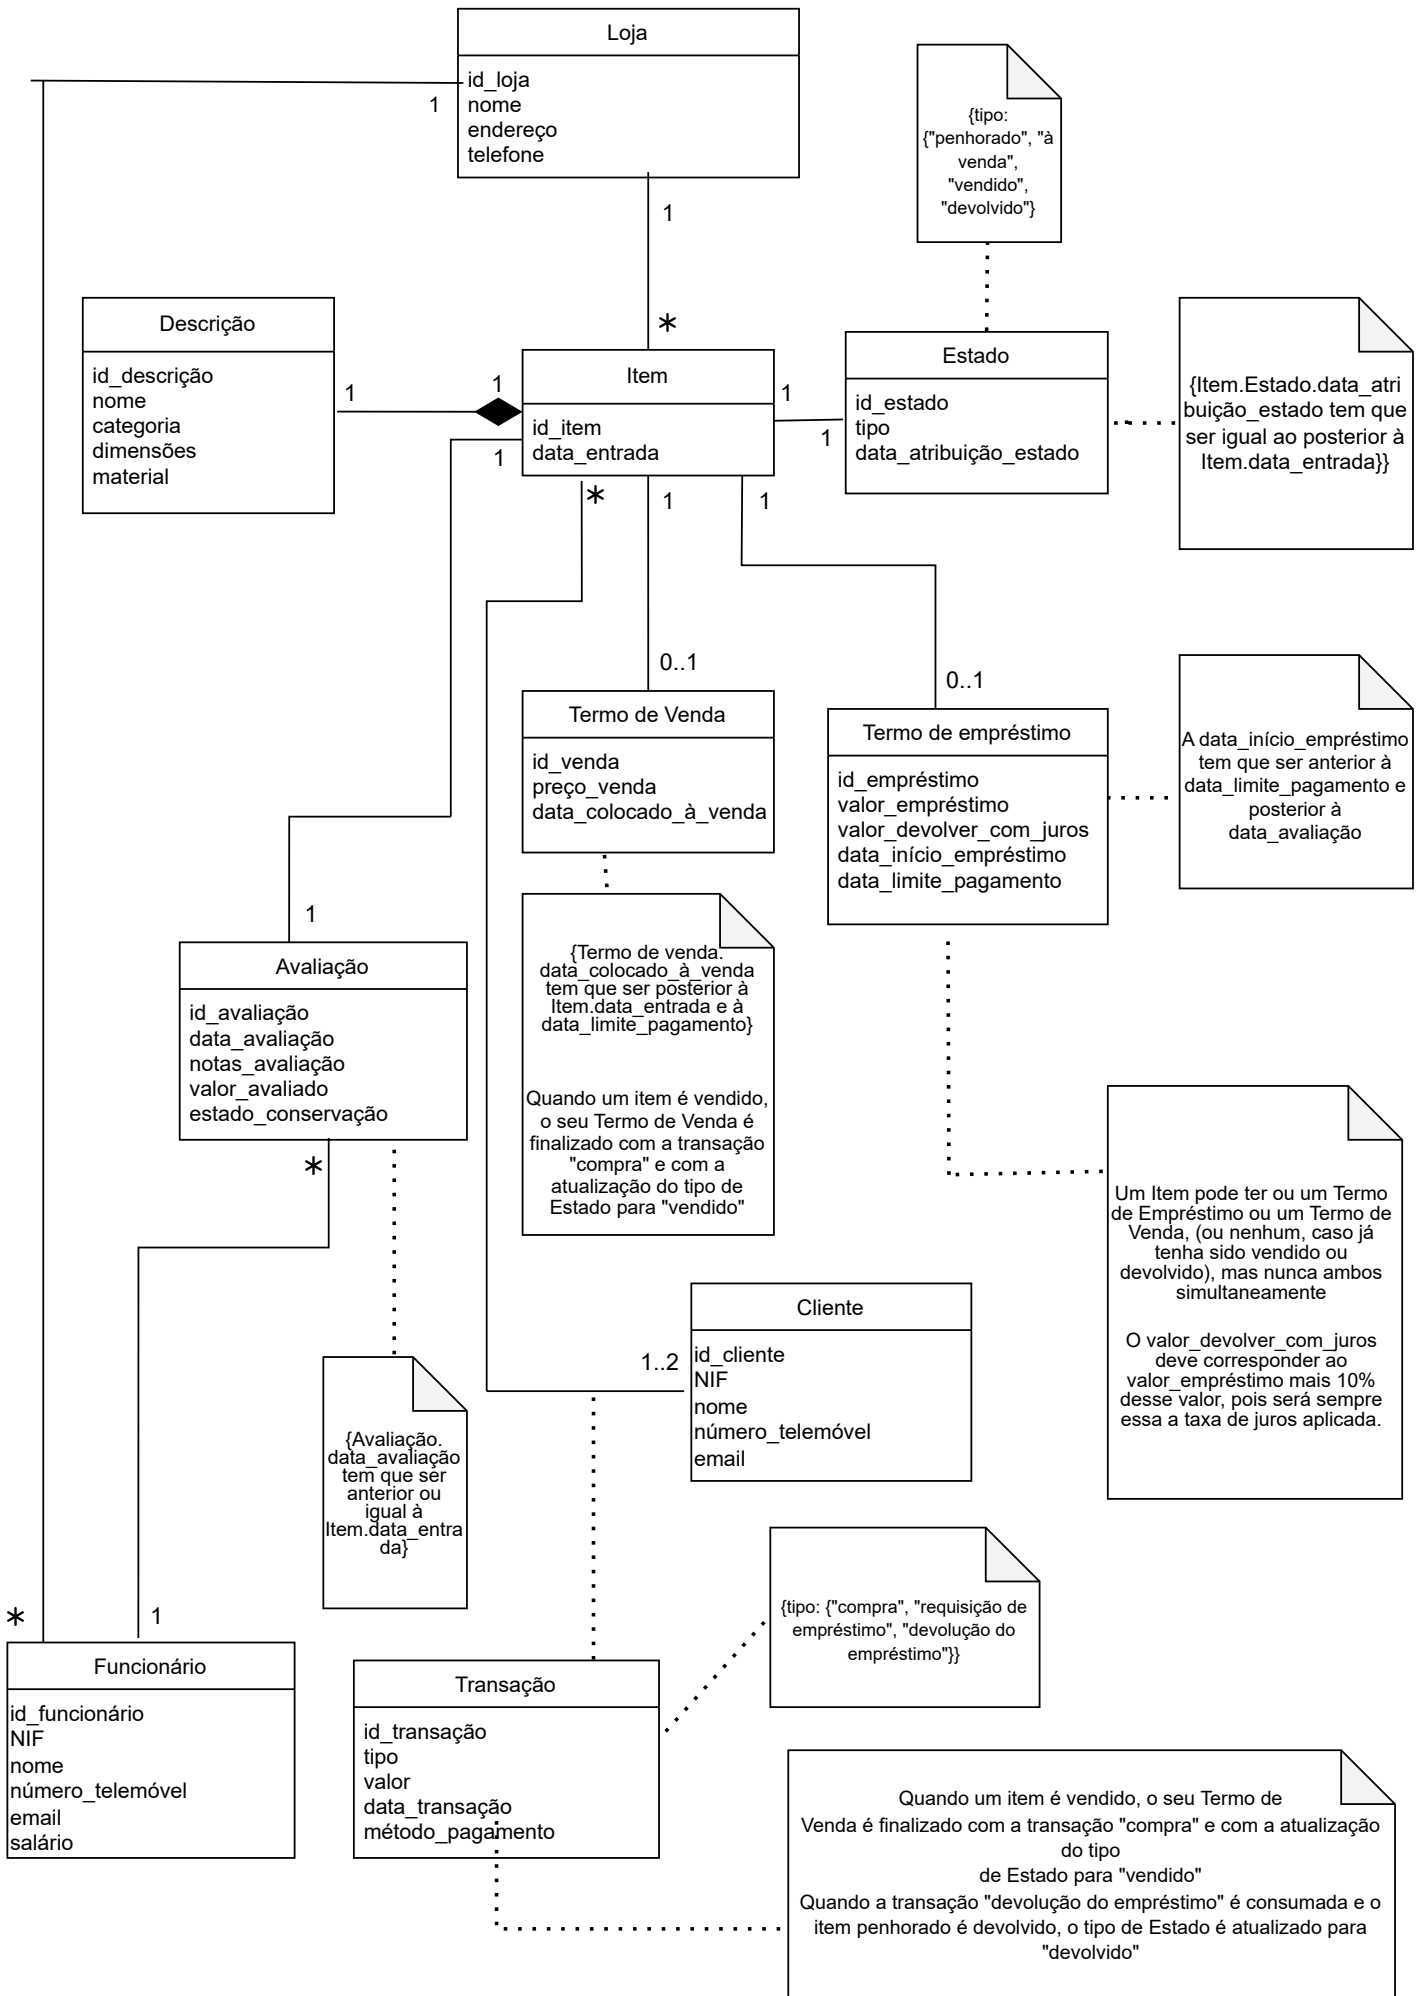 Loja
id_loja
nome
endereço
telefone
1
1
*
{tipo:
{"penhorado", "à
venda",
"vendido",
"devolvido"}
Descrição
id_descrição
nome
categoria
dimensões
material
1
1
Item
id_item
data_entrada
1
1
Estado
id_estado
tipo
data_atribuição_estado
{Item.Estado.data_atri
buição_estado tem que
ser igual ao posterior à
Item.data_entrada}}
1
*
1
1
0..1
0..1
Termo de Venda
id_venda
preço_venda
data_colocado_à_venda
Termo de empréstimo
id_empréstimo
valor_empréstimo
valor_devolver_com_juros
data_início_empréstimo
data_limite_pagamento
A data_início_empréstimo
tem que ser anterior à
data_limite_pagamento e
posterior à
data_avaliação
1
Avaliação
id_avaliação
data_avaliação
notas_avaliação
valor_avaliado
estado_conservação
*
{Termo de venda.
data_colocado_à_venda
tem que ser posterior à
Item.data_entrada e à
data_limite_pagamento}
Quando um item é vendido,
o seu Termo de Venda é
finalizado com a transação
"compra" e com a
atualização do tipo de
Estado para "vendido"
Um Item pode ter ou um Termo
de Empréstimo ou um Termo de
Venda, (ou nenhum, caso já
tenha sido vendido ou
devolvido), mas nunca ambos
simultaneamente
O valor_devolver_com_juros
deve corresponder ao
valor_empréstimo mais 10%
desse valor, pois será sempre
essa a taxa de juros aplicada.
Cliente
id_cliente
NIF
nome
número_telemóvel
email
1..2
{Avaliação.
data_avaliação
tem que ser
anterior ou
igual à
Item.data_entra
da}
*
1
Funcionário
id_funcionário
NIF
nome
número_telemóvel
email
salário
Transação
id_transação
tipo
valor
data_transação
método_pagamento
{tipo: {"compra", "requisição de
empréstimo", "devolução do
empréstimo"}}
Quando um item é vendido, o seu Termo de
Venda é finalizado com a transação "compra" e com a atualização
do tipo
de Estado para "vendido"
Quando a transação "devolução do empréstimo" é consumada e o
item penhorado é devolvido, o tipo de Estado é atualizado para
"devolvido"